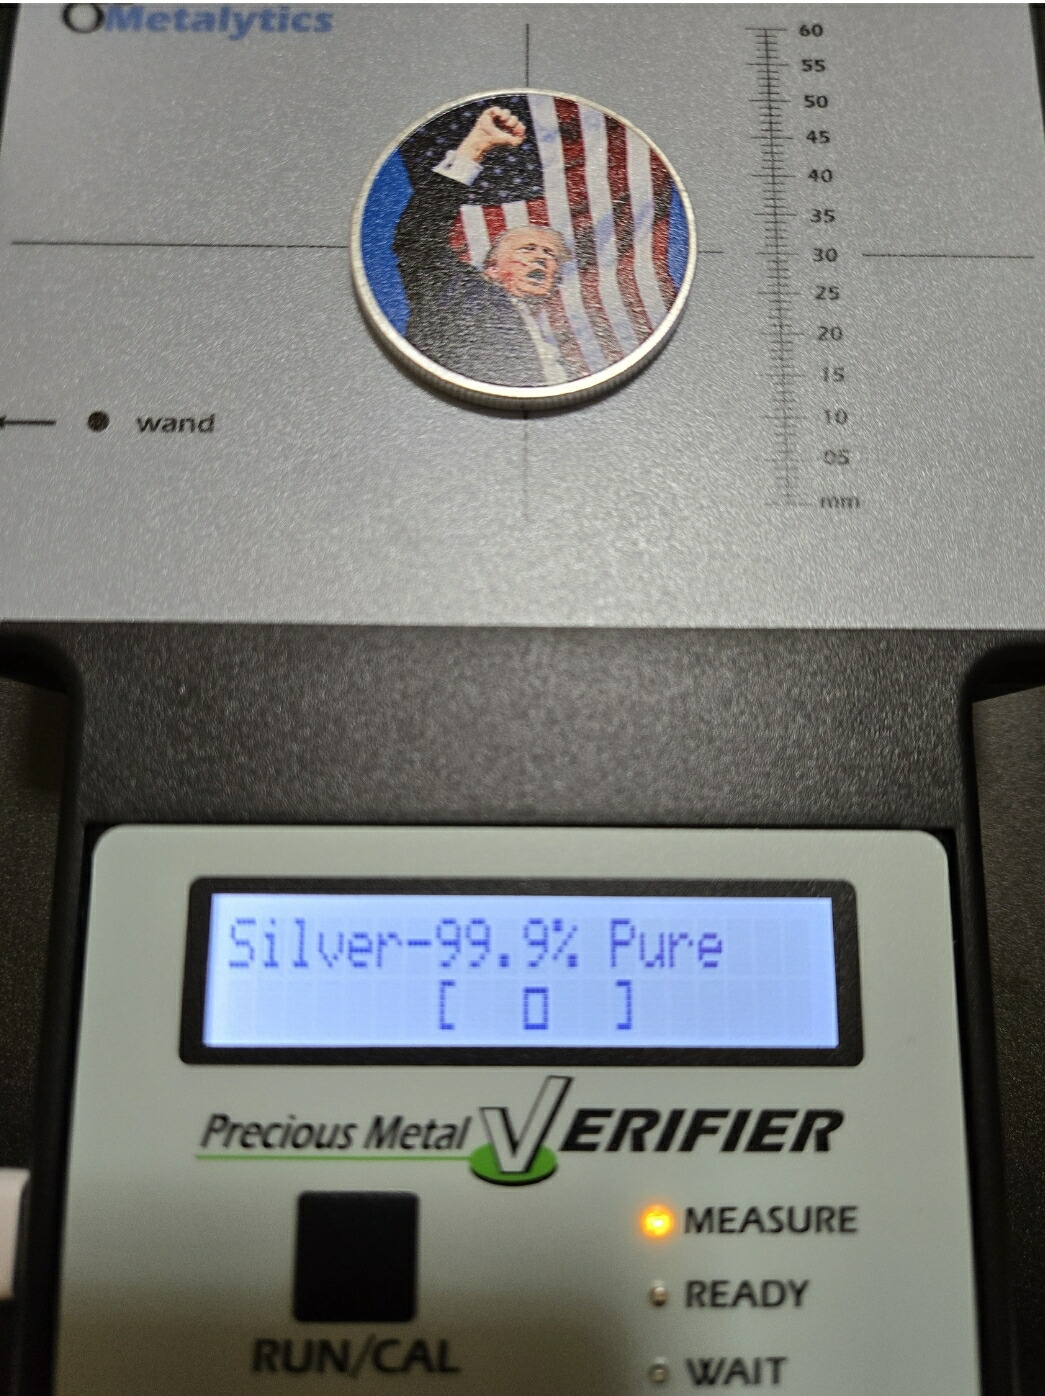 Metalytics
60
55
50
45
40
35
30
25
20
15
10
05
mm
wand
Silver-99.9% Pure
[ ▯ ]
Precious Metal VERIFIER
MEASURE
READY
RUN/CAL
WAIT